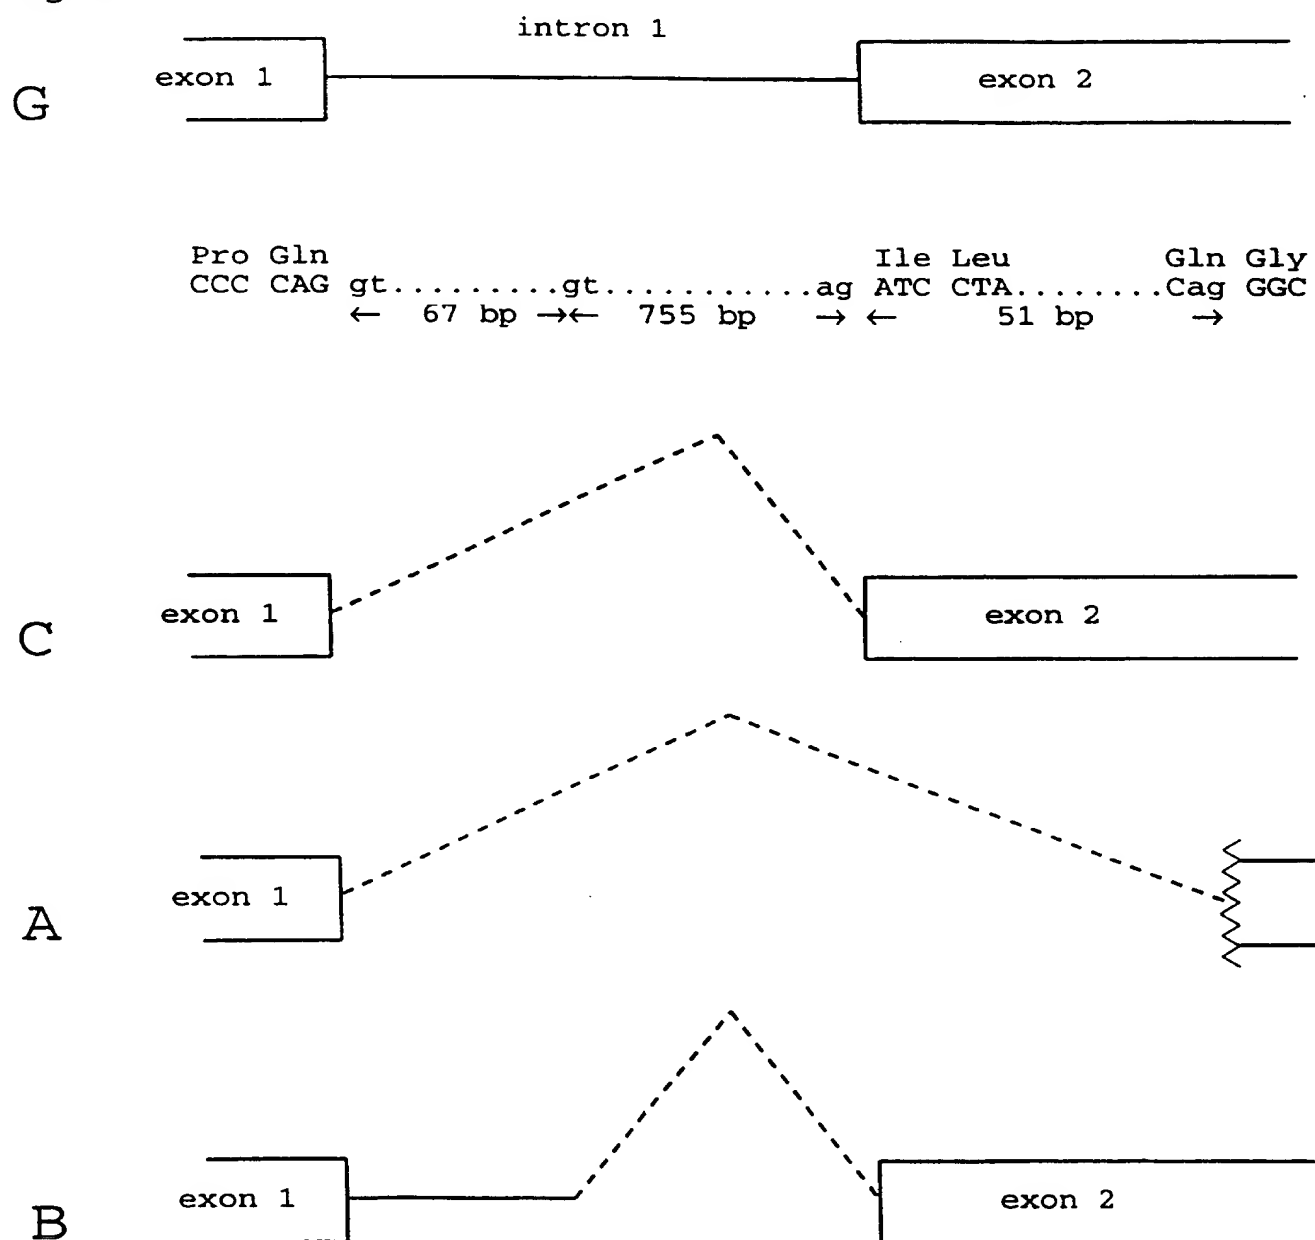 intron 1
exon 1 exon 2
G
Pro Gln Ile Leu Gln Gly
CCC CAG gt..........gt............ag ATC CTA........Cag GGC
← 67 bp →← 755 bp → ← 51 bp →
exon 1 exon 2
C
exon 1
A
exon 1 exon 2
B